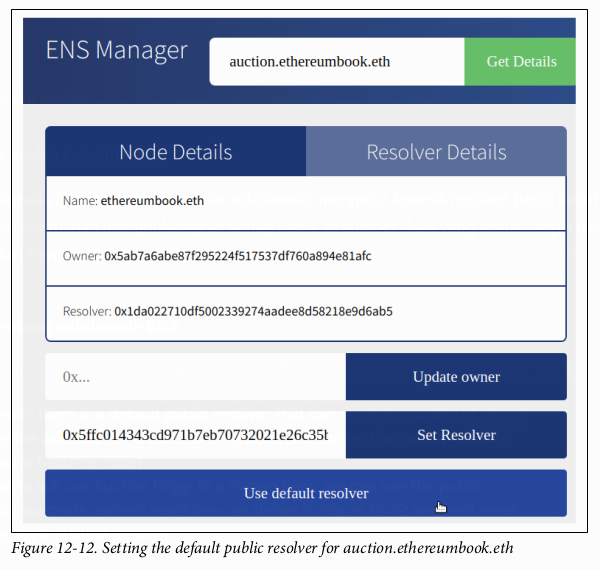 ENS Manager
auction.ethereumbook.eth
Get Details
Node Details
Resolver Details
Name: ethereumbook.eth
Owner: 0x5ab7a6abe87f295224f517537df760a894e81afc
Resolver: 0x1da022710df5002339274aadee8d58218e9d6ab5
0x...
Update owner
0x5ffc014343cd971b7eb70732021e26c35b
Set Resolver
Use default resolver
Figure 12-12. Setting the default public resolver for auction.ethereumbook.eth